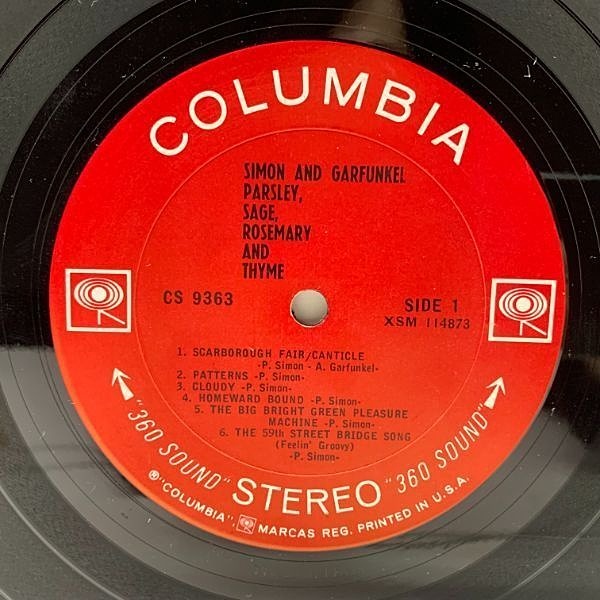 COLUMBIA
SIMON AND GARFUNKEL
PARSLEY,
SAGE,
ROSEMARY
AND
THYME
CS 9363
SIDE 1
XSM 114873
1. SCARBOROUGH FAIR/CANTICLE
-P. Simon - A. Garfunkel-
2. PATTERNS -P. Simon-
3. CLOUDY -P. Simon-
4. HOMEWARD BOUND -P. Simon-
5. THE BIG BRIGHT GREEN PLEASURE
MACHINE -P. Simon-
6. THE 59th STREET BRIDGE SONG
(Feelin' Groovy)
-P. Simon-
"360 SOUND" STEREO "360 SOUND"
® "COLUMBIA", MARCAS REG. PRINTED IN U.S.A.